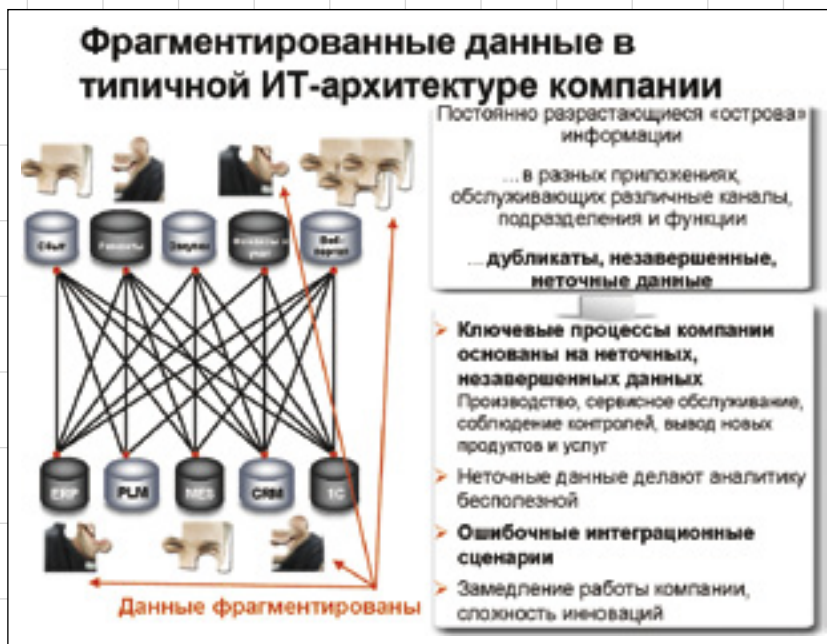 Фрагментированные данные в
типичной ИТ-архитектуре компании
Постоянно разрастающиеся «острова»
информации
...в разных приложениях,
обслуживающих различные каналы,
подразделения и функции
...дубликаты, незавершенные,
неточные данные
Сбыт
Закупки
Веб-
портал
Ключевые процессы компании
основаны на неточных,
незавершенных данных
Производство, сервисное обслуживание,
соблюдение контролей, вывод новых
продуктов и услуг
Неточные данные делают аналитику
бесполезной
Ошибочные интеграционные
сценарии
Замедление работы компании,
сложность инноваций
ERP
PLM
MES
CRM
1C
Данные фрагментированы